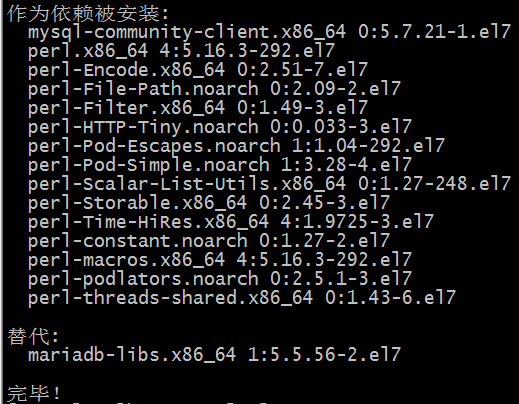 作为依赖被安装:
mysql-community-client.x86_64 0:5.7.21-1.el7
perl.x86_64 4:5.16.3-292.el7
perl-Encode.x86_64 0:2.51-7.el7
perl-File-Path.noarch 0:2.09-2.el7
perl-Filter.x86_64 0:1.49-3.el7
perl-HTTP-Tiny.noarch 0:0.033-3.el7
perl-Pod-Escapes.noarch 1:1.04-292.el7
perl-Pod-Simple.noarch 1:3.28-4.el7
perl-Scalar-List-Utils.x86_64 0:1.27-248.el7
perl-Storable.x86_64 0:2.45-3.el7
perl-Time-HiRes.x86_64 4:1.9725-3.el7
perl-constant.noarch 0:1.27-2.el7
perl-macros.x86_64 4:5.16.3-292.el7
perl-podlators.noarch 0:2.5.1-3.el7
perl-threads-shared.x86_64 0:1.43-6.el7
替代:
mariadb-libs.x86_64 1:5.5.56-2.el7
完毕!